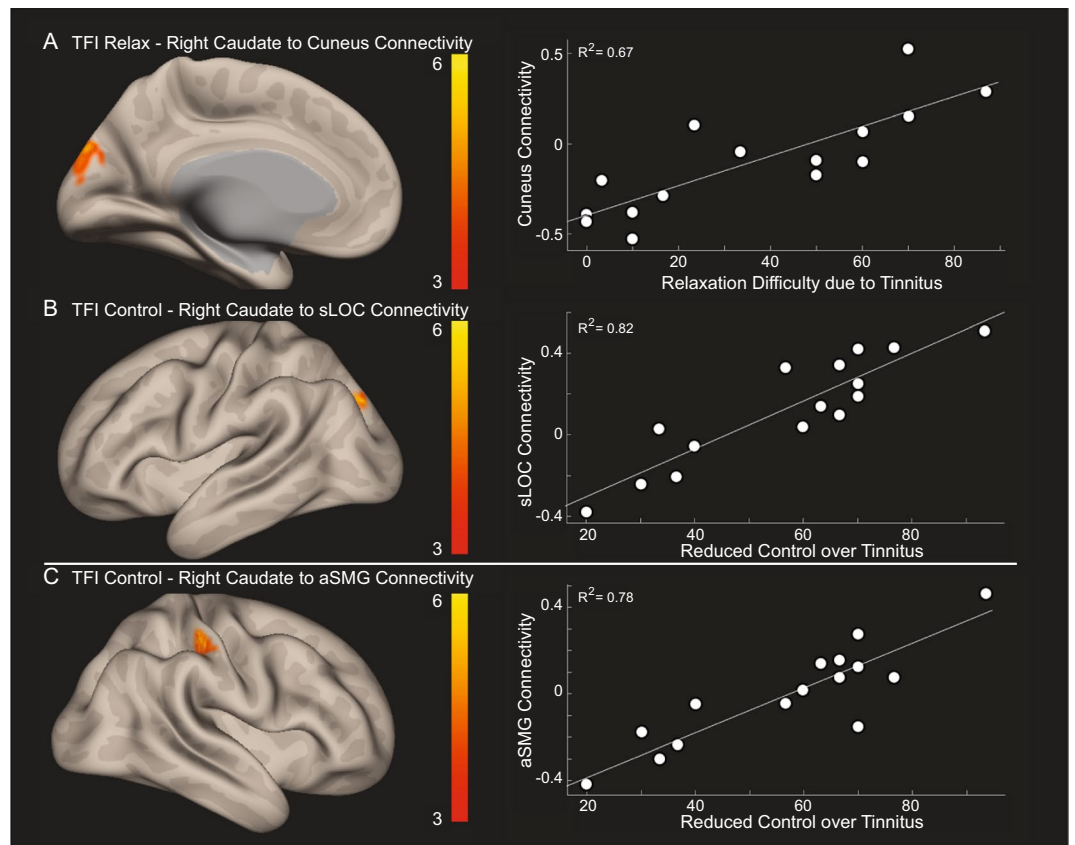 A TFI Relax - Right Caudate to Cuneus Connectivity
6
3
R²= 0.67
0.5
0
-0.5
Cuneus Connectivity
0 20 40 60 80
Relaxation Difficulty due to Tinnitus
B TFI Control - Right Caudate to sLOC Connectivity
6
3
R²= 0.82
0.4
0
-0.4
sLOC Connectivity
20 40 60 80
Reduced Control over Tinnitus
C TFI Control - Right Caudate to aSMG Connectivity
6
3
R²= 0.78
0.4
0
-0.4
aSMG Connectivity
20 40 60 80
Reduced Control over Tinnitus